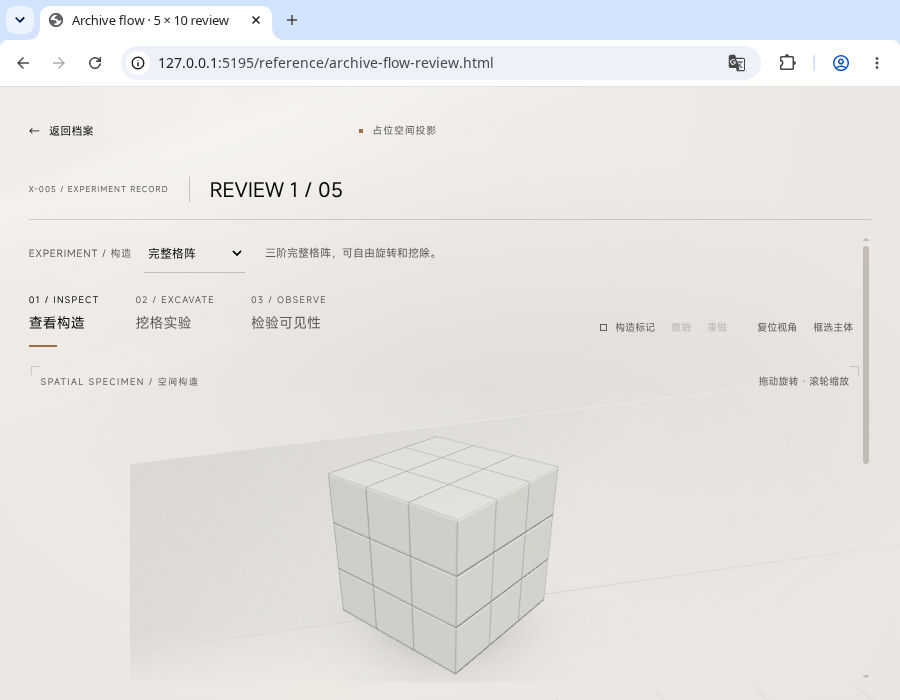 Archive flow · 5 × 10 review
127.0.0.1:5195/reference/archive-flow-review.html
← 返回档案
占位空间投影
X-005 / EXPERIMENT RECORD
REVIEW 1 / 05
EXPERIMENT / 构造
完整格阵
三阶完整格阵，可自由旋转和挖除。
01 / INSPECT
查看构造
02 / EXCAVATE
挖格实验
03 / OBSERVE
检验可见性
构造标记
撤销
重做
复位视角
框选主体
SPATIAL SPECIMEN / 空间构造
拖动旋转 · 滚轮缩放